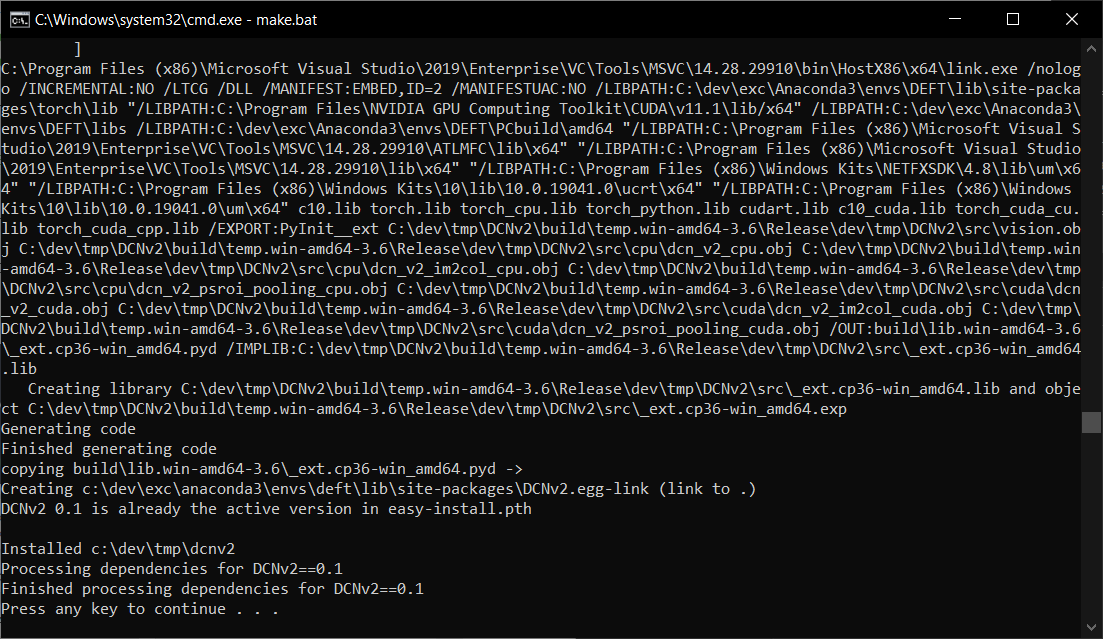 C:\Windows\system32\cmd.exe - make.bat
]
C:\Program Files (x86)\Microsoft Visual Studio\2019\Enterprise\VC\Tools\MSVC\14.28.29910\bin\HostX86\x64\link.exe /nolog
o /INCREMENTAL:NO /LTCG /DLL /MANIFEST:EMBED,ID=2 /MANIFESTUAC:NO /LIBPATH:C:\dev\exc\Anaconda3\envs\DEFT\lib\site-packa
ges\torch\lib "/LIBPATH:C:\Program Files\NVIDIA GPU Computing Toolkit\CUDA\v11.1\lib/x64" /LIBPATH:C:\dev\exc\Anaconda3\
envs\DEFT\libs /LIBPATH:C:\dev\exc\Anaconda3\envs\DEFT\PCbuild\amd64 "/LIBPATH:C:\Program Files (x86)\Microsoft Visual S
tudio\2019\Enterprise\VC\Tools\MSVC\14.28.29910\ATLMFC\lib\x64" "/LIBPATH:C:\Program Files (x86)\Microsoft Visual Studio
\2019\Enterprise\VC\Tools\MSVC\14.28.29910\lib\x64" "/LIBPATH:C:\Program Files (x86)\Windows Kits\NETFXSDK\4.8\lib\um\x6
4" "/LIBPATH:C:\Program Files (x86)\Windows Kits\10\lib\10.0.19041.0\ucrt\x64" "/LIBPATH:C:\Program Files (x86)\Windows
Kits\10\lib\10.0.19041.0\um\x64" c10.lib torch.lib torch_cpu.lib torch_python.lib cudart.lib c10_cuda.lib torch_cuda_cu.
lib torch_cuda_cpp.lib /EXPORT:PyInit__ext C:\dev\tmp\DCNv2\build\temp.win-amd64-3.6\Release\dev\tmp\DCNv2\src\vision.ob
j C:\dev\tmp\DCNv2\build\temp.win-amd64-3.6\Release\dev\tmp\DCNv2\src\cpu\dcn_v2_cpu.obj C:\dev\tmp\DCNv2\build\temp.win
-amd64-3.6\Release\dev\tmp\DCNv2\src\cpu\dcn_v2_im2col_cpu.obj C:\dev\tmp\DCNv2\build\temp.win-amd64-3.6\Release\dev\tmp
\DCNv2\src\cpu\dcn_v2_psroi_pooling_cpu.obj C:\dev\tmp\DCNv2\build\temp.win-amd64-3.6\Release\dev\tmp\DCNv2\src\cuda\dcn
_v2_cuda.obj C:\dev\tmp\DCNv2\build\temp.win-amd64-3.6\Release\dev\tmp\DCNv2\src\cuda\dcn_v2_im2col_cuda.obj C:\dev\tmp\
DCNv2\build\temp.win-amd64-3.6\Release\dev\tmp\DCNv2\src\cuda\dcn_v2_psroi_pooling_cuda.obj /OUT:build\lib.win-amd64-3.6
\_ext.cp36-win_amd64.pyd /IMPLIB:C:\dev\tmp\DCNv2\build\temp.win-amd64-3.6\Release\dev\tmp\DCNv2\src\_ext.cp36-win_amd64
.lib
Creating library C:\dev\tmp\DCNv2\build\temp.win-amd64-3.6\Release\dev\tmp\DCNv2\src\_ext.cp36-win_amd64.lib and obje
ct C:\dev\tmp\DCNv2\build\temp.win-amd64-3.6\Release\dev\tmp\DCNv2\src\_ext.cp36-win_amd64.exp
Generating code
Finished generating code
copying build\lib.win-amd64-3.6\_ext.cp36-win_amd64.pyd ->
Creating c:\dev\exc\anaconda3\envs\deft\lib\site-packages\DCNv2.egg-link (link to .)
DCNv2 0.1 is already the active version in easy-install.pth
Installed c:\dev\tmp\dcnv2
Processing dependencies for DCNv2==0.1
Finished processing dependencies for DCNv2==0.1
Press any key to continue . . .